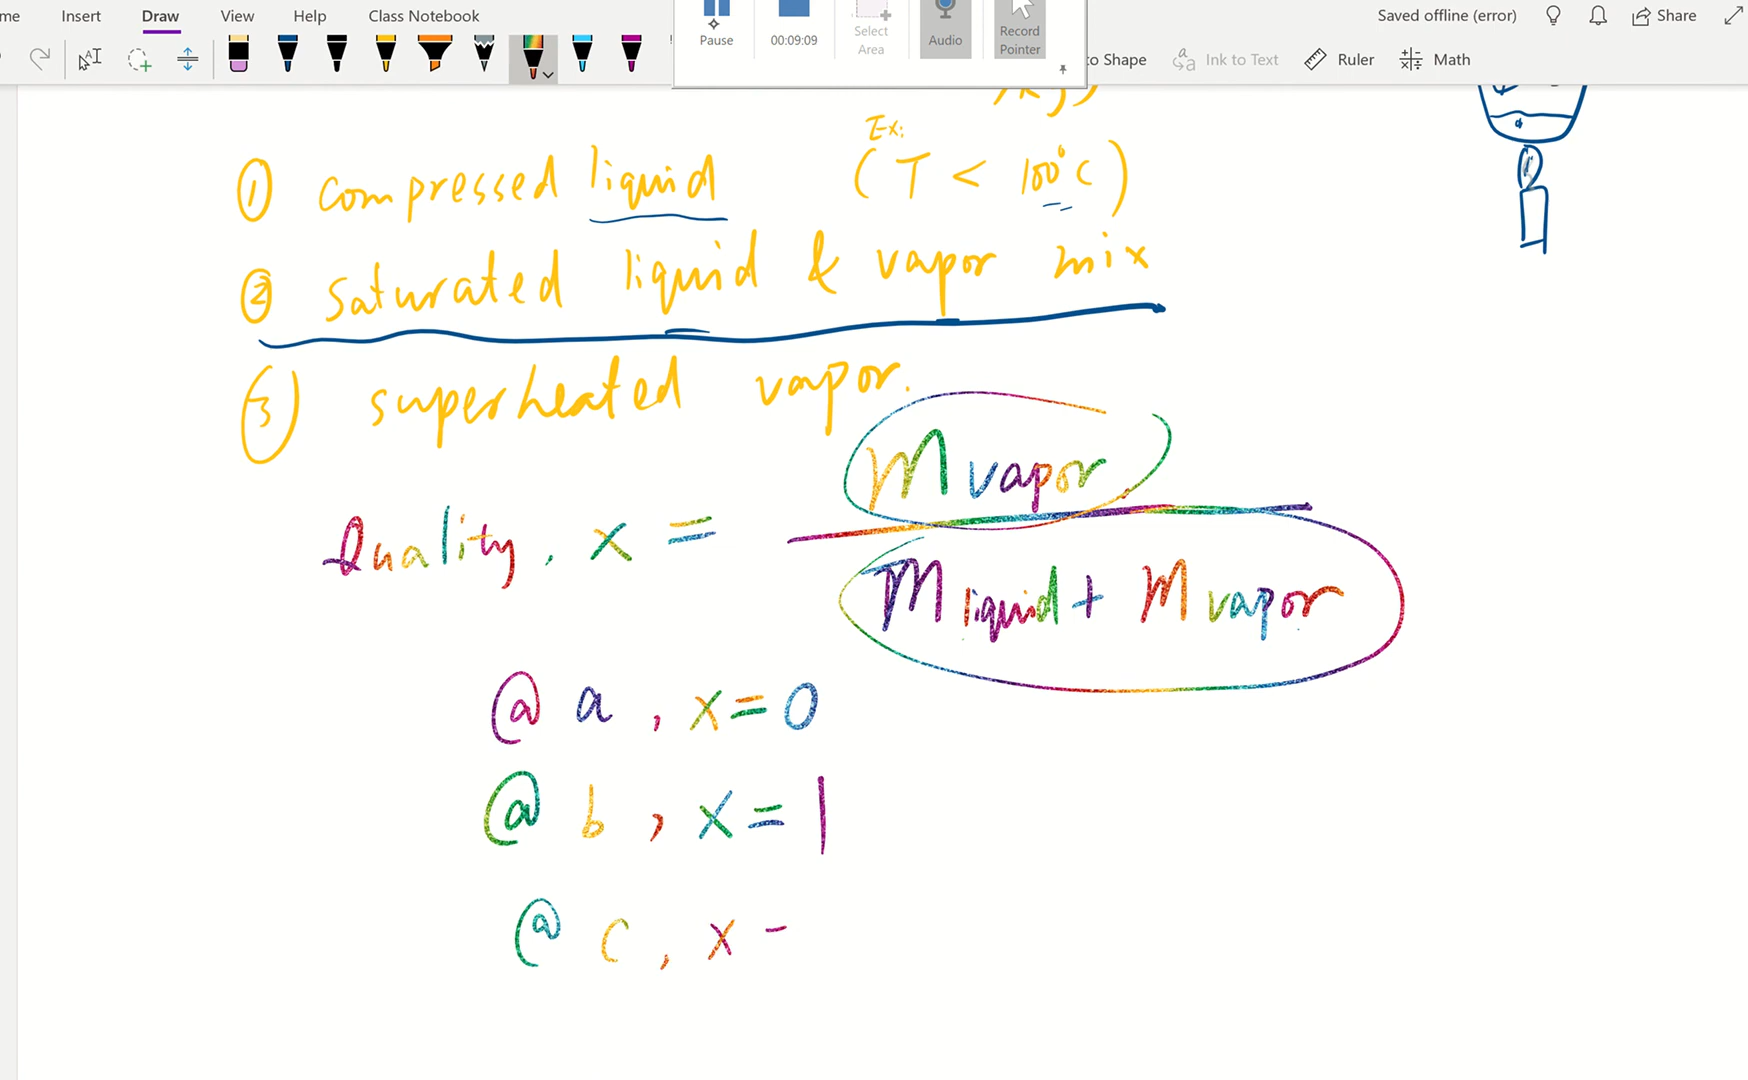 me Insert Draw View Help Class Notebook
Pause
00:09:09
Select Area
Audio
Record Pointer
Saved offline (error)
Share
to Shape
Ink to Text
Ruler
Math
Ex:
① compressed liquid (T < 100°C)
② saturated liquid & vapor mix
③ superheated vapor.
Quality, x = m vapor / m liquid + m vapor
@ a , x = 0
@ b , x = 1
@ c , x -